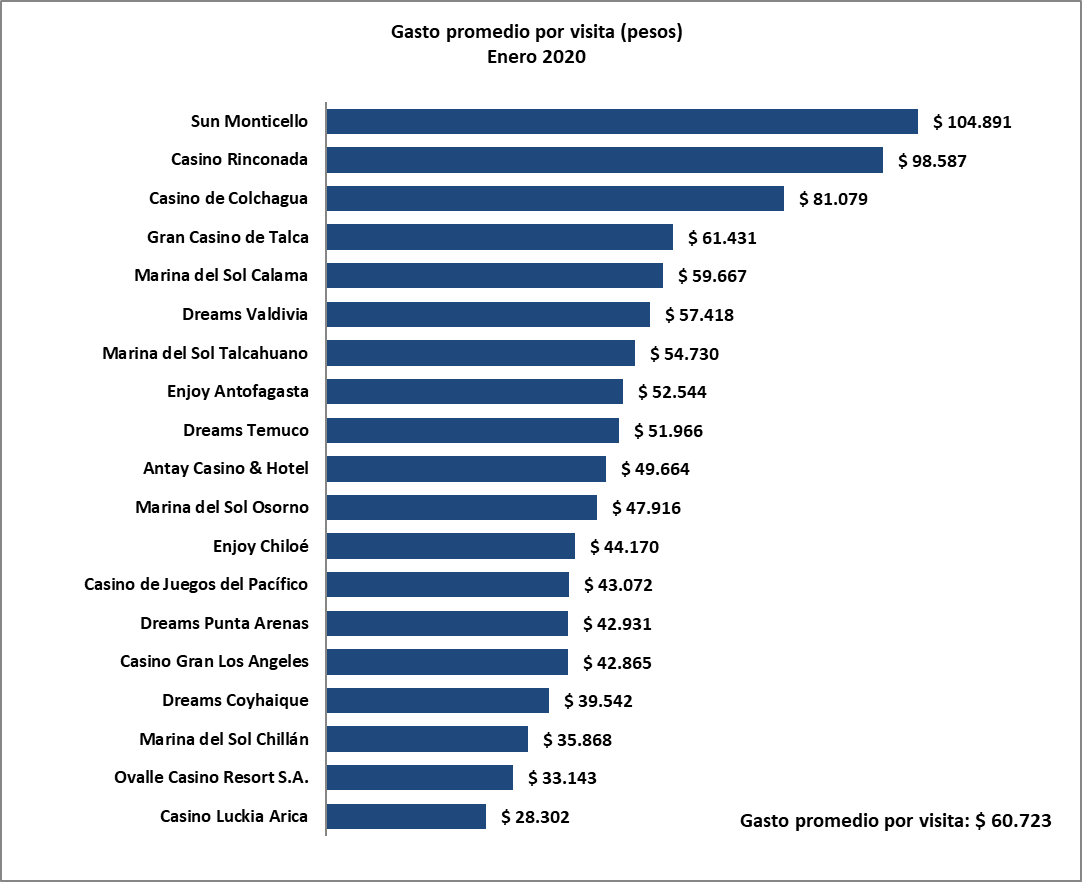 Gasto promedio por visita (pesos)
Enero 2020
Sun Monticello $ 104.891
Casino Rinconada $ 98.587
Casino de Colchagua $ 81.079
Gran Casino de Talca $ 61.431
Marina del Sol Calama $ 59.667
Dreams Valdivia $ 57.418
Marina del Sol Talcahuano $ 54.730
Enjoy Antofagasta $ 52.544
Dreams Temuco $ 51.966
Antay Casino & Hotel $ 49.664
Marina del Sol Osorno $ 47.916
Enjoy Chiloé $ 44.170
Casino de Juegos del Pacífico $ 43.072
Dreams Punta Arenas $ 42.931
Casino Gran Los Angeles $ 42.865
Dreams Coyhaique $ 39.542
Marina del Sol Chillán $ 35.868
Ovalle Casino Resort S.A. $ 33.143
Casino Luckia Arica $ 28.302
Gasto promedio por visita: $ 60.723